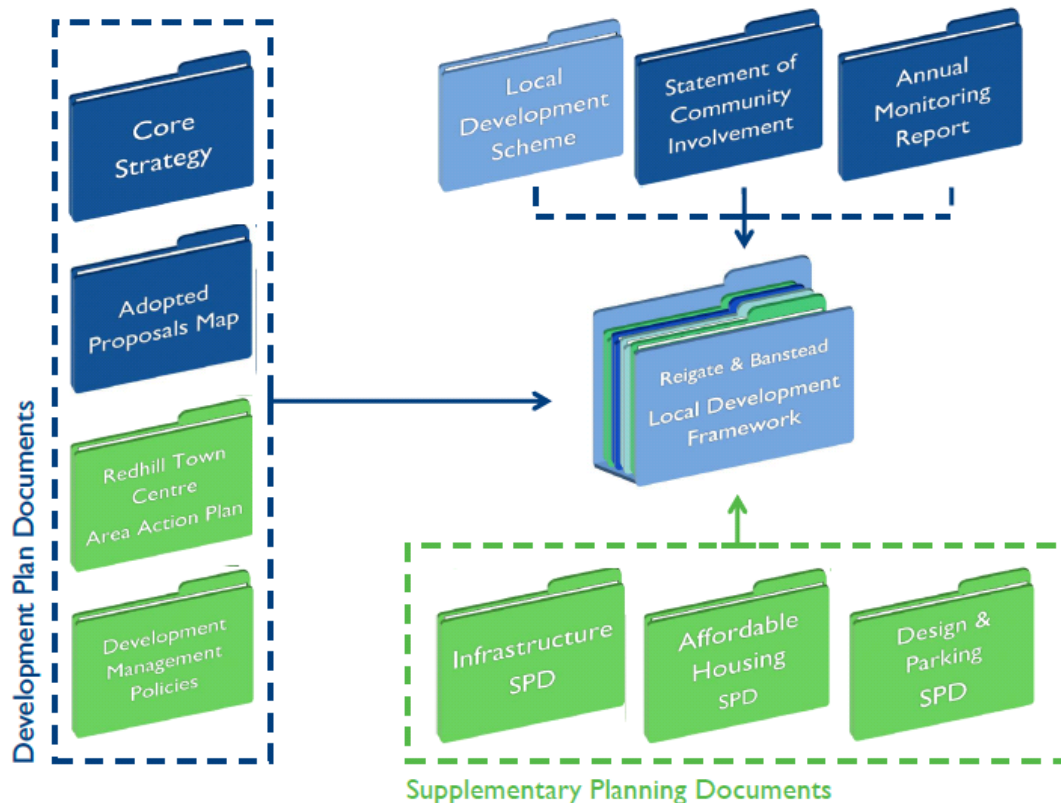 Development Plan Documents
Core
Strategy
Adopted
Proposals Map
Redhill Town
Centre
Area Action Plan
Development
Management
Policies
Local
Development
Scheme
Statement of
Community
Involvement
Annual
Monitoring
Report
Reigate & Banstead
Local Development
Framework
Infrastructure
SPD
Affordable
Housing
SPD
Design &
Parking
SPD
Supplementary Planning Documents